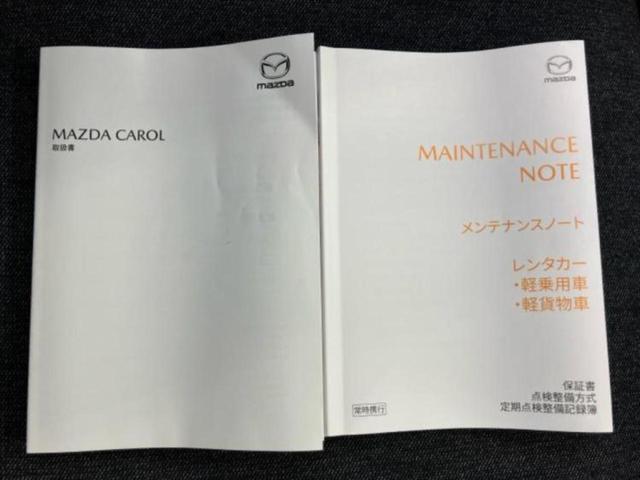 mazda
MAZDA CAROL
取扱書
mazda
MAINTENANCE
NOTE
メンテナンスノート
レンタカー
・軽乗用車
・軽貨物車
保証書
点検整備方式
定期点検整備記録簿
常時携行